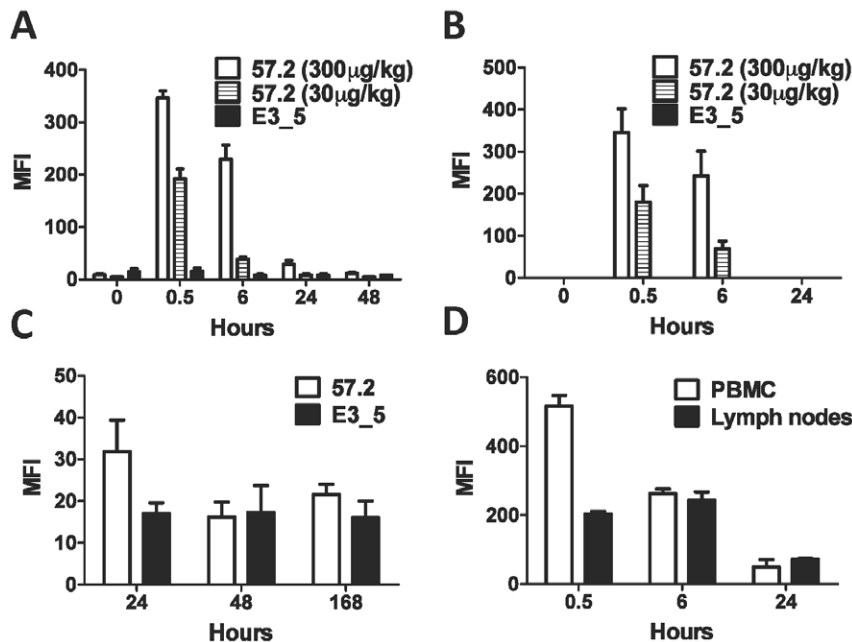 A
57.2 (300µg/kg)
57.2 (30µg/kg)
E3_5
400
300
200
100
0
MFI
0 0.5 6 24 48
Hours
B
57.2 (300µg/kg)
57.2 (30µg/kg)
E3_5
500
400
300
200
100
0
MFI
0 0.5 6 24
Hours
C
57.2
E3_5
50
40
30
20
10
0
MFI
24 48 168
Hours
D
PBMC
Lymph nodes
600
400
200
0
MFI
0.5 6 24
Hours